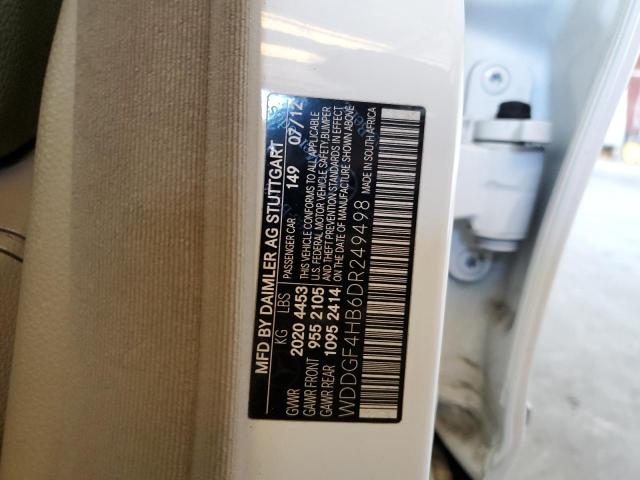 MFD BY DAIMLER AG STUTTGART
KG LBS PASSENGER CAR 149 07/12
GVWR 2020 4453 THIS VEHICLE CONFORMS TO ALL APPLICABLE
GAWR FRONT 955 2105 U.S. FEDERAL MOTOR VEHICLE SAFETY, BUMPER
GAWR REAR 1095 2414 AND THEFT PREVENTION STANDARDS IN EFFECT
ON THE DATE OF MANUFACTURE SHOWN ABOVE
WDDGF4HB6DR249498 MADE IN SOUTH AFRICA